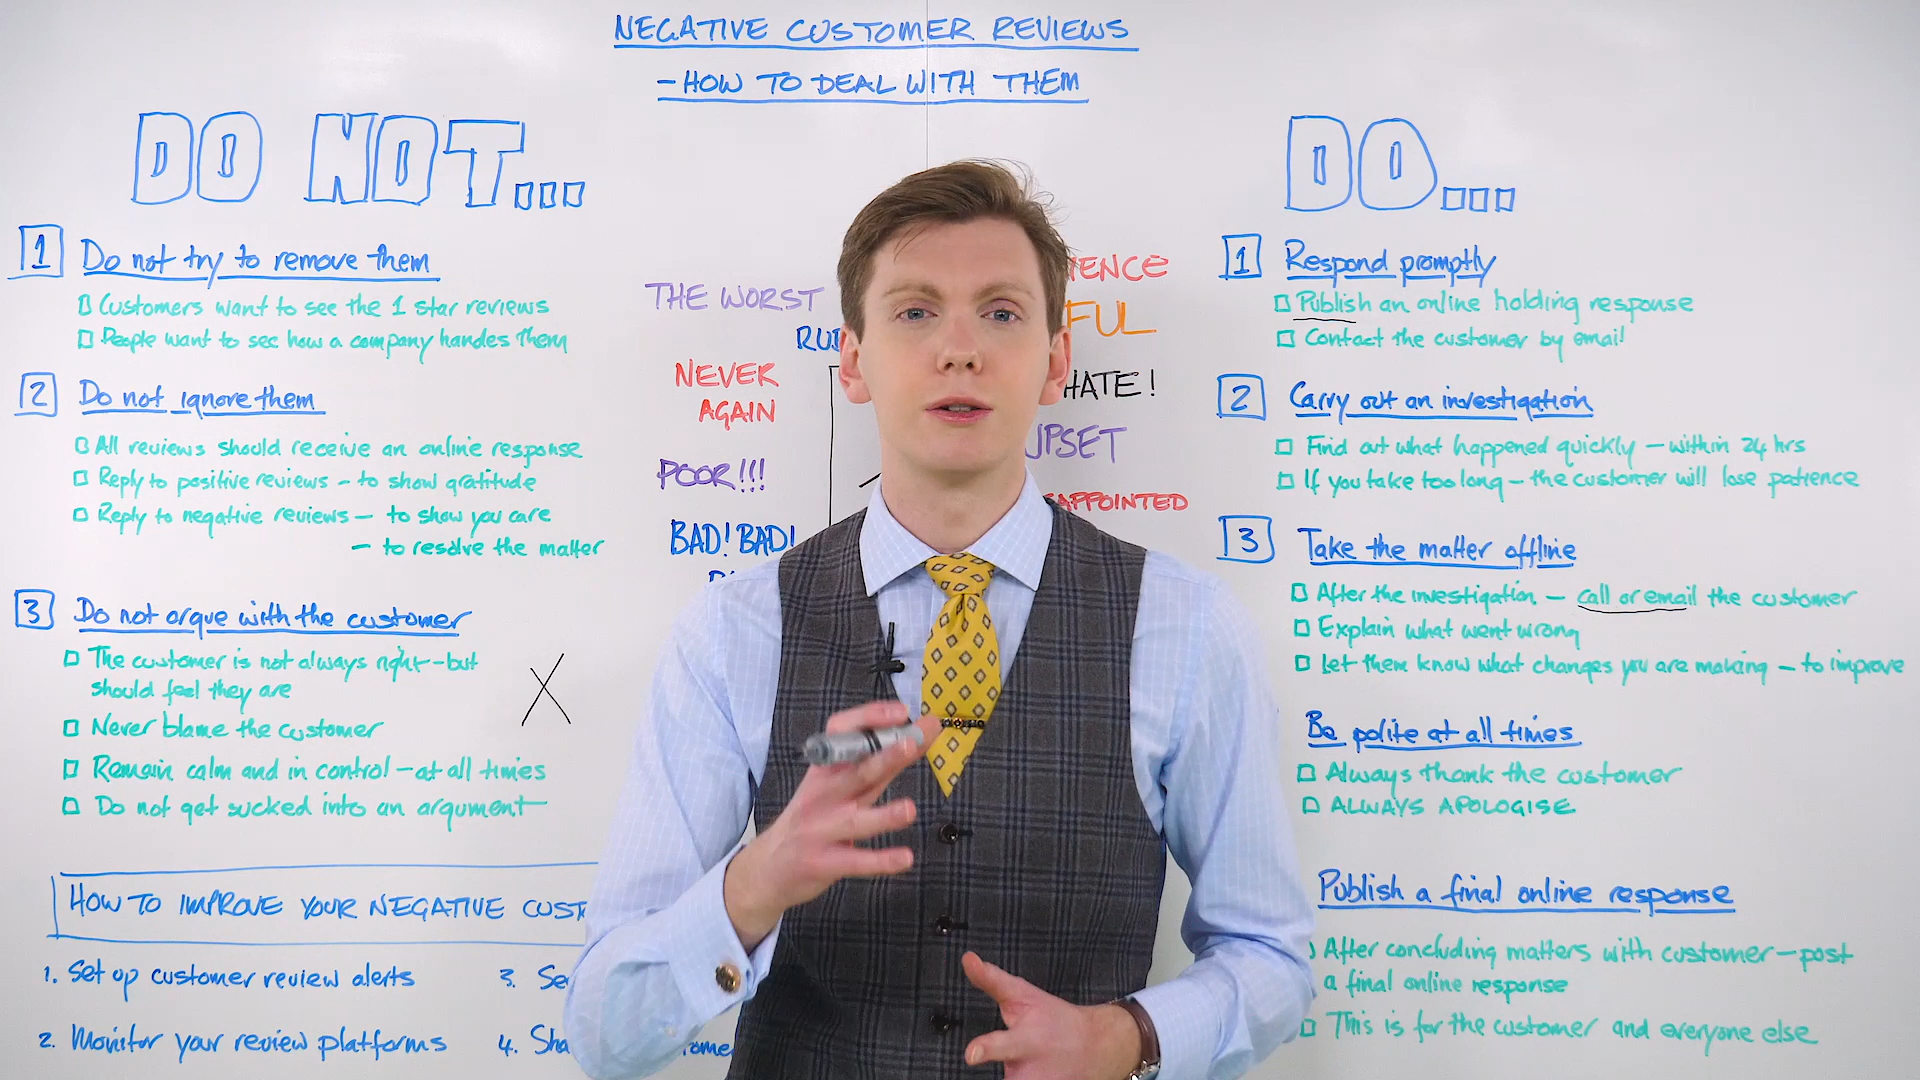 NEGATIVE CUSTOMER REVIEWS
- HOW TO DEAL WITH THEM
DO NOT...
1 Do not try to remove them
Customers want to see the 1 star reviews
People want to see how a company handes them
2 Do not ignore them
All reviews should receive an online response
Reply to positive reviews - to show gratitude
Reply to negative reviews - to show you care
- to resolve the matter
3 Do not argue with the customer
The customer is not always right - but
should feel they are
Never blame the customer
Remain calm and in control - at all times
Do not get sucked into an argument
X
HOW TO IMPROVE YOUR NEGATIVE CUST
1. Set up customer review alerts
2. Monitor your review platforms
3. Se
4. Sha
ome
THE WORST
RU
NEVER
AGAIN
POOR!!!
BAD! BAD!
IENCE
FUL
HATE!
UPSET
SAPPOINTED
DO...
1 Respond promptly
Publish an online holding response
Contact the customer by email
2 Carry out an investigation
Find out what happened quickly - within 24 hrs
If you take too long - the customer will lose patience
3 Take the matter offline
After the investigation - call or email the customer
Explain what went wrong
Let them know what changes you are making - to improve
Be polite at all times
Always thank the customer
ALWAYS APOLOGISE
Publish a final online response
After concluding matters with customer - post
a final online response
This is for the customer and everyone else